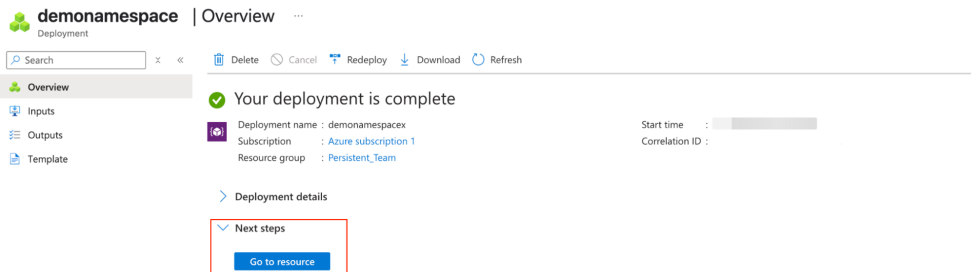 demonamespace | Overview ...
Deployment
Search
Delete Cancel Redeploy Download Refresh
Overview
Inputs
Outputs
Template
Your deployment is complete
Deployment name : demonamespacex
Subscription : Azure subscription 1
Resource group : Persistent_Team
Start time :
Correlation ID :
Deployment details
Next steps
Go to resource